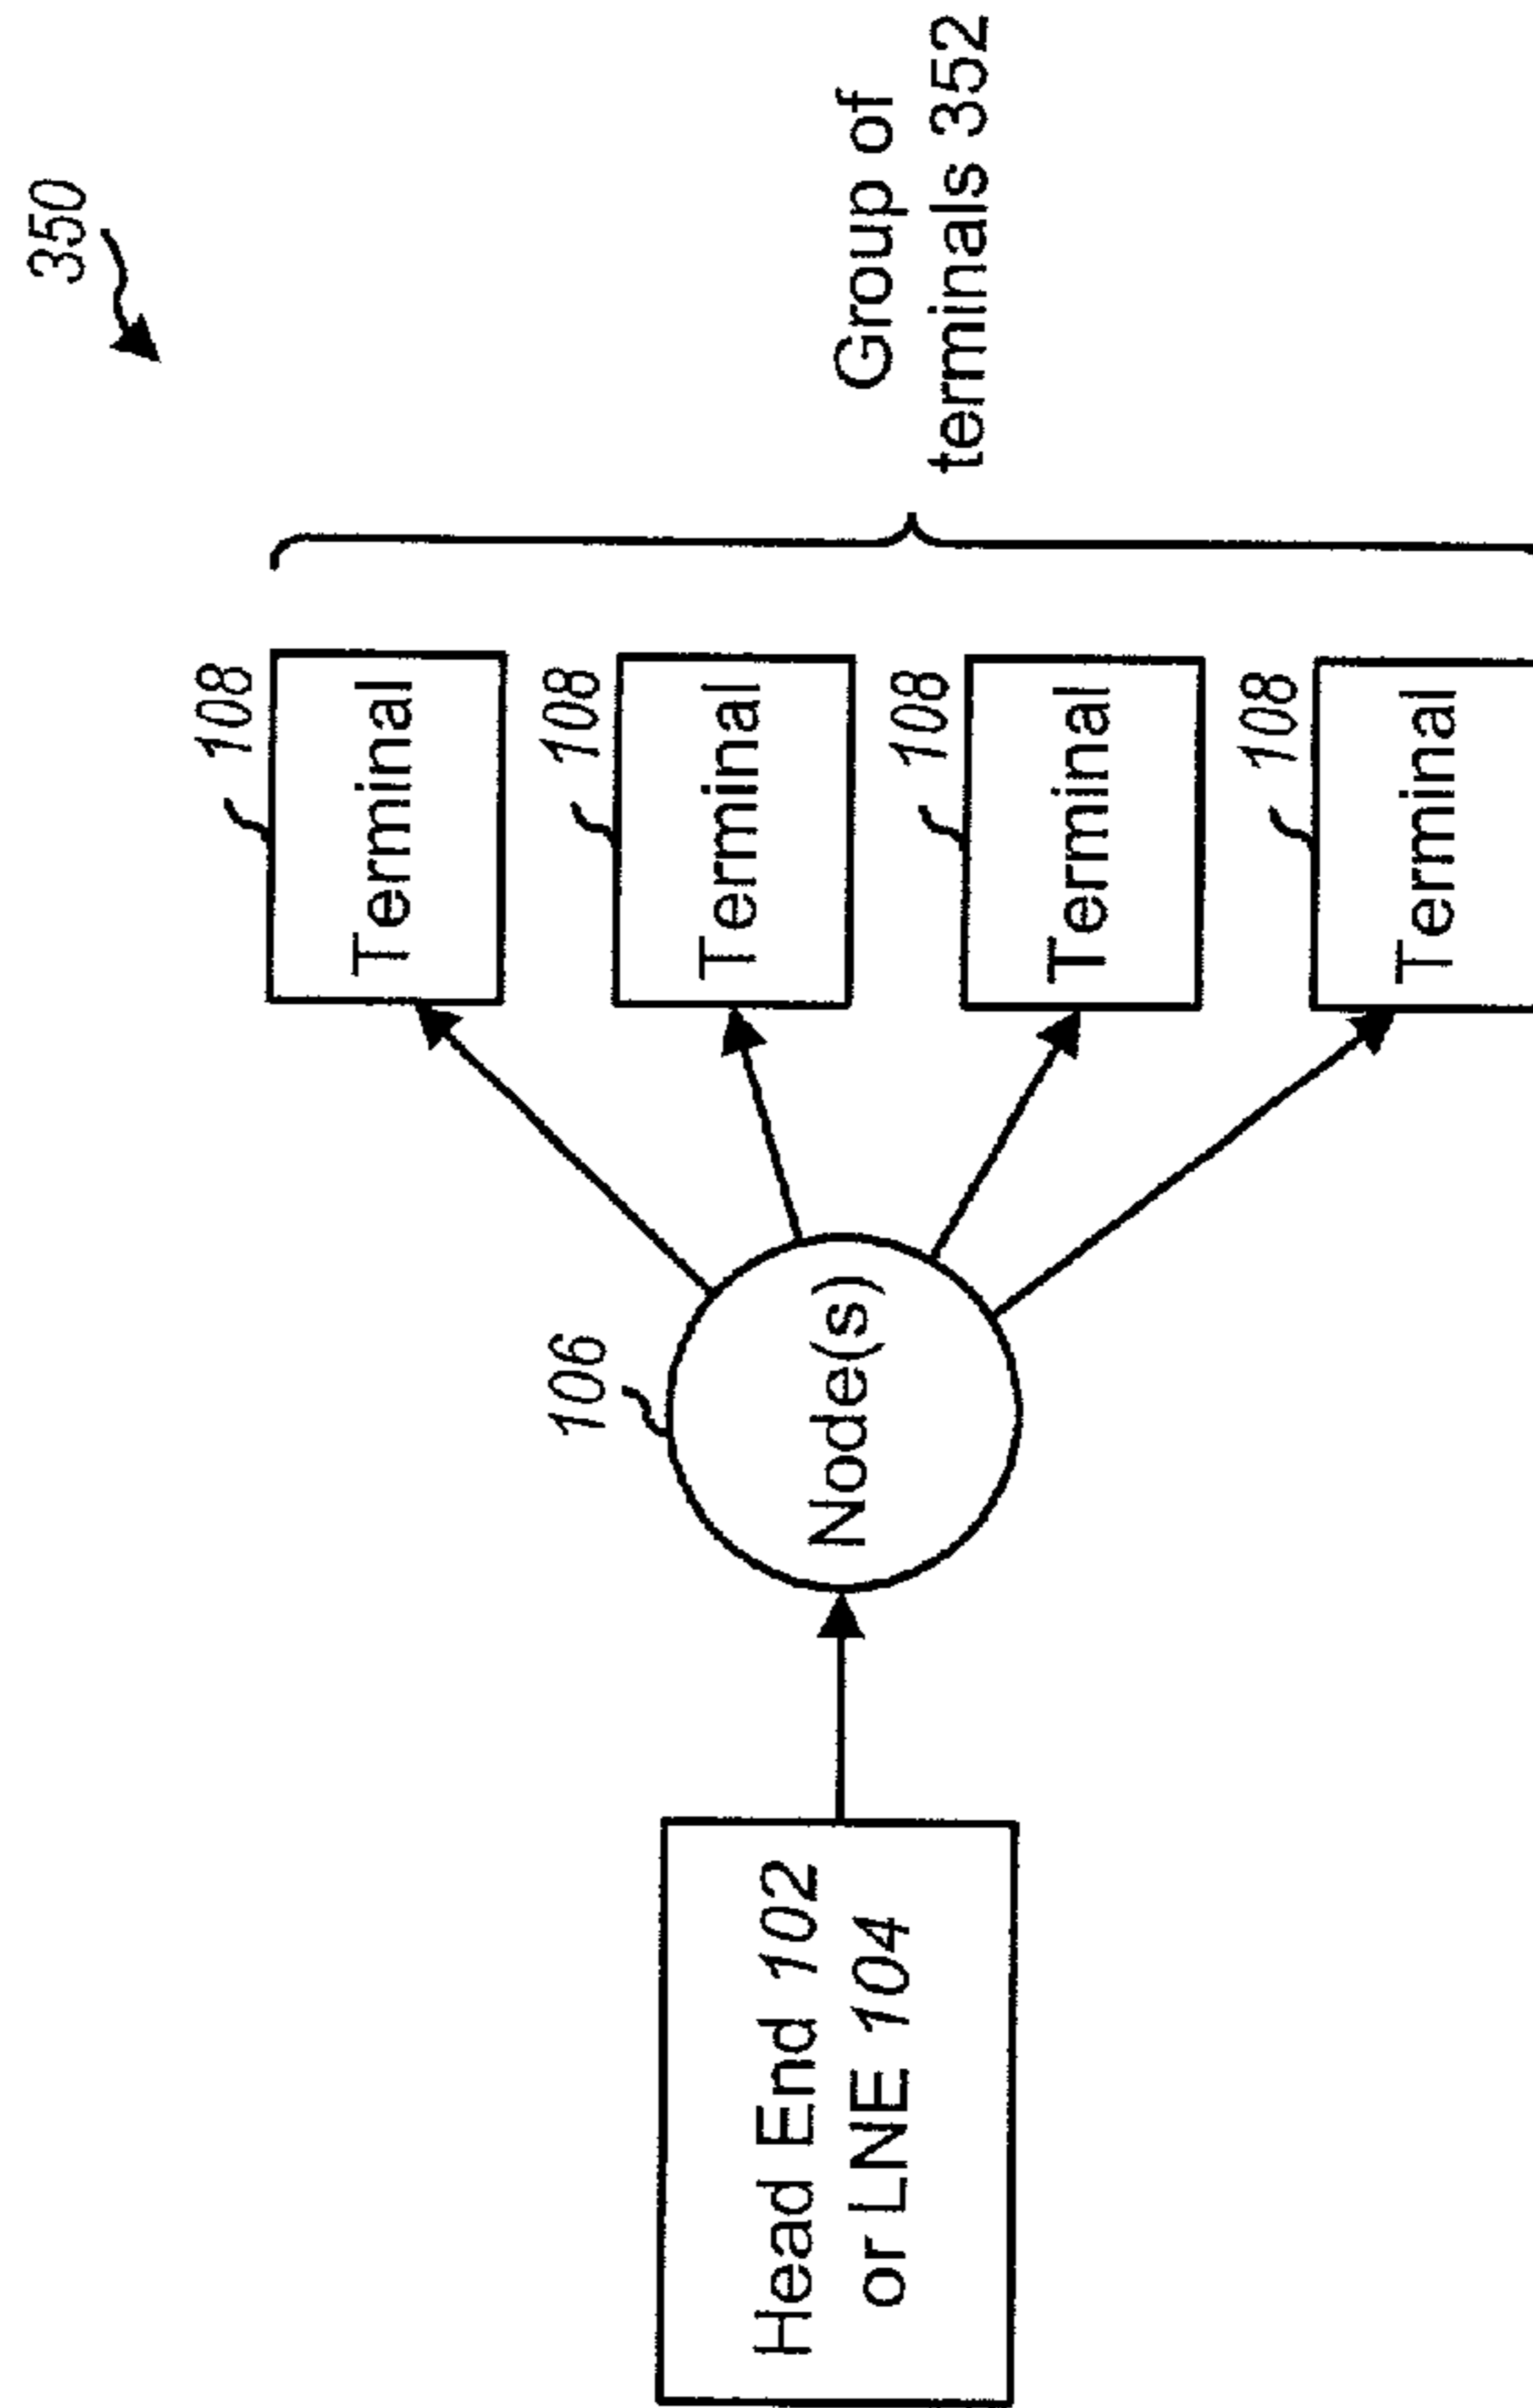 350
Head End 102
or LNE 104
106
Node(s)
108
Terminal
108
Terminal
108
Terminal
108
Terminal
Group of
terminals 352